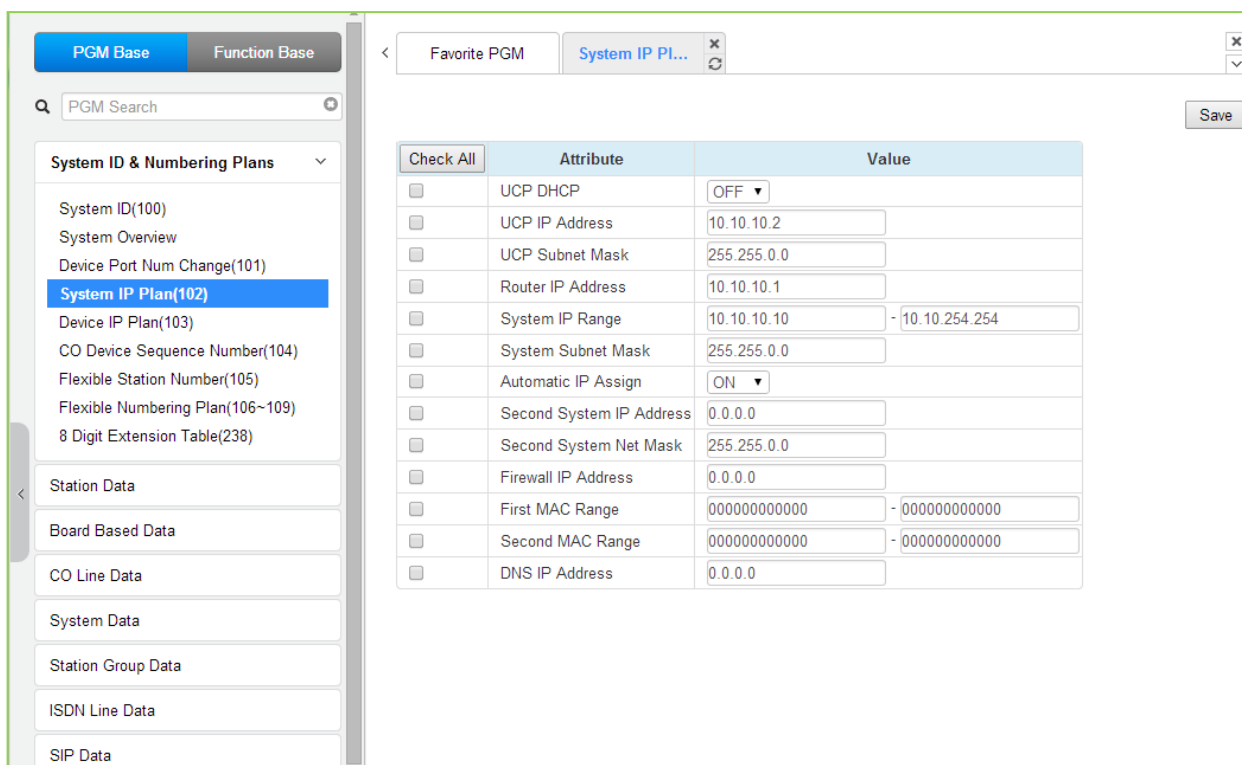 PGM Base
Function Base
PGM Search
System ID & Numbering Plans
System ID(100)
System Overview
Device Port Num Change(101)
System IP Plan(102)
Device IP Plan(103)
CO Device Sequence Number(104)
Flexible Station Number(105)
Flexible Numbering Plan(106~109)
8 Digit Extension Table(238)
Station Data
Board Based Data
CO Line Data
System Data
Station Group Data
ISDN Line Data
SIP Data
Favorite PGM
System IP Pl...
Save
Check All Attribute Value
UCP DHCP OFF
UCP IP Address 10.10.10.2
UCP Subnet Mask 255.255.0.0
Router IP Address 10.10.10.1
System IP Range 10.10.10.10 - 10.10.254.254
System Subnet Mask 255.255.0.0
Automatic IP Assign ON
Second System IP Address 0.0.0.0
Second System Net Mask 255.255.0.0
Firewall IP Address 0.0.0.0
First MAC Range 000000000000 - 000000000000
Second MAC Range 000000000000 - 000000000000
DNS IP Address 0.0.0.0